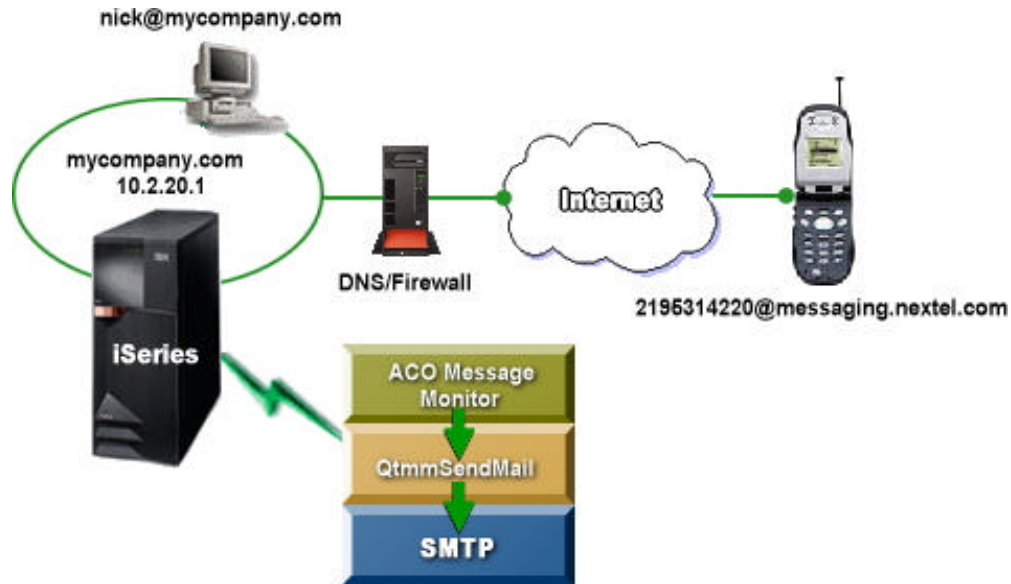 nick@mycompany.com
mycompany.com
10.2.20.1
DNS/Firewall
Internet
2195314220@messaging.nextel.com
iSeries
ACO Message
Monitor
QtmmSendMail
SMTP